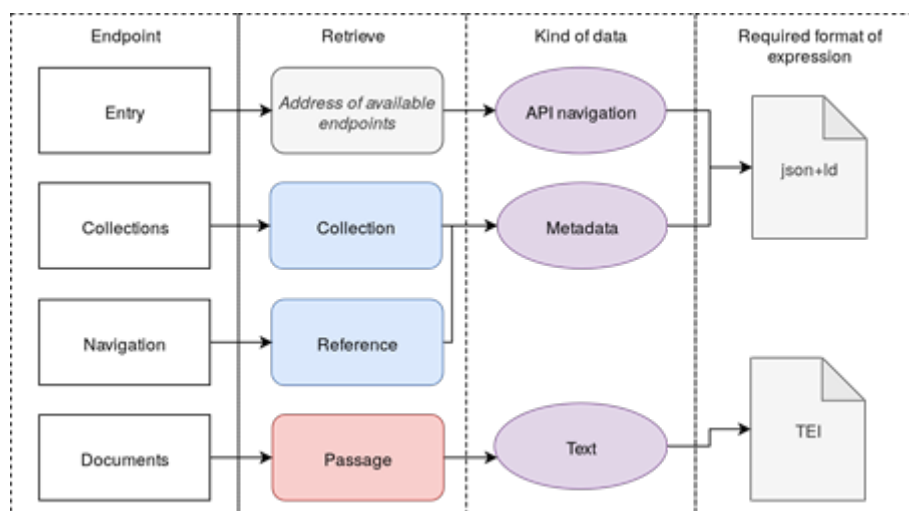 Endpoint
Retrieve
Kind of data
Required format of
expression
Entry
Address of available
endpoints
API navigation
json+ld
Collections
Collection
Metadata
Navigation
Reference
Documents
Passage
Text
TEI